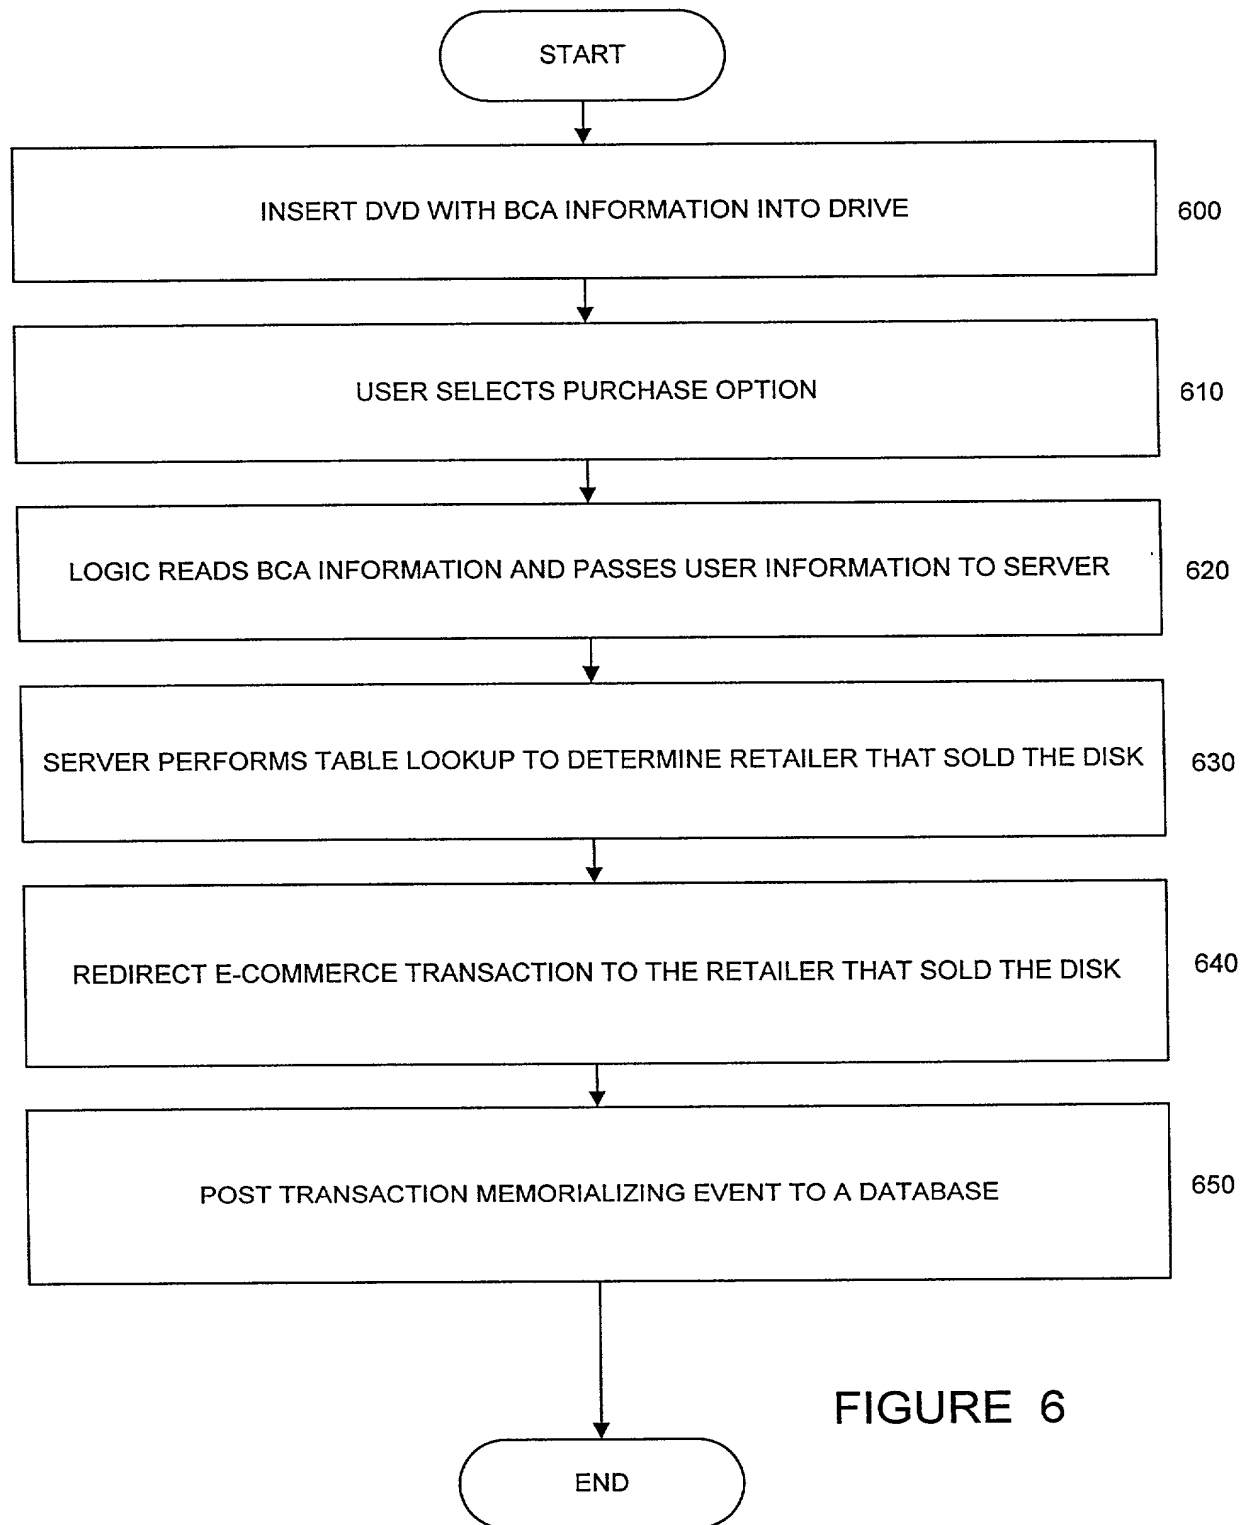 START
INSERT DVD WITH BCA INFORMATION INTO DRIVE
600
USER SELECTS PURCHASE OPTION
610
LOGIC READS BCA INFORMATION AND PASSES USER INFORMATION TO SERVER
620
SERVER PERFORMS TABLE LOOKUP TO DETERMINE RETAILER THAT SOLD THE DISK
630
REDIRECT E-COMMERCE TRANSACTION TO THE RETAILER THAT SOLD THE DISK
640
POST TRANSACTION MEMORIALIZING EVENT TO A DATABASE
650
FIGURE 6
END